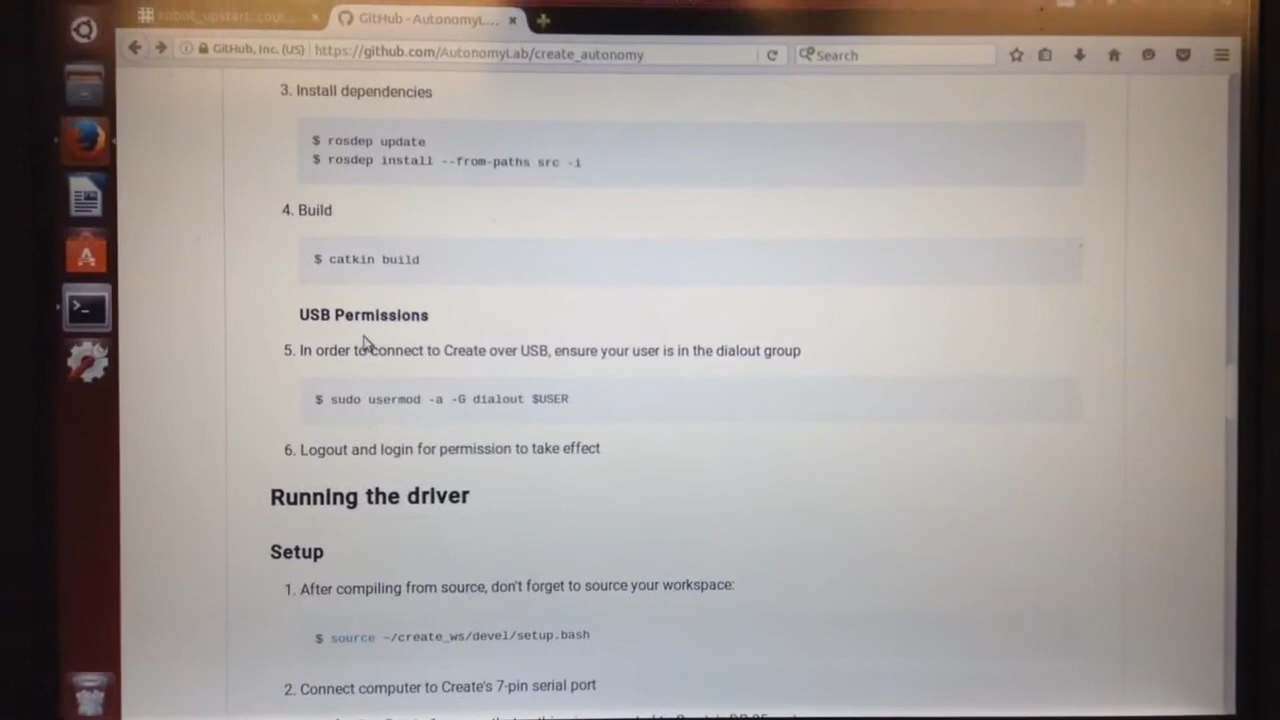 robot_upstart: cou...
GitHub - AutonomyL...
GitHub, Inc. (US)
https://github.com/AutonomyLab/create_autonomy
Search
3. Install dependencies
$ rosdep update
$ rosdep install --from-paths src -i
4. Build
$ catkin build
USB Permissions
5. In order to connect to Create over USB, ensure your user is in the dialout group
$ sudo usermod -a -G dialout $USER
6. Logout and login for permission to take effect
Running the driver
Setup
1. After compiling from source, don't forget to source your workspace:
$ source ~/create_ws/devel/setup.bash
2. Connect computer to Create's 7-pin serial port